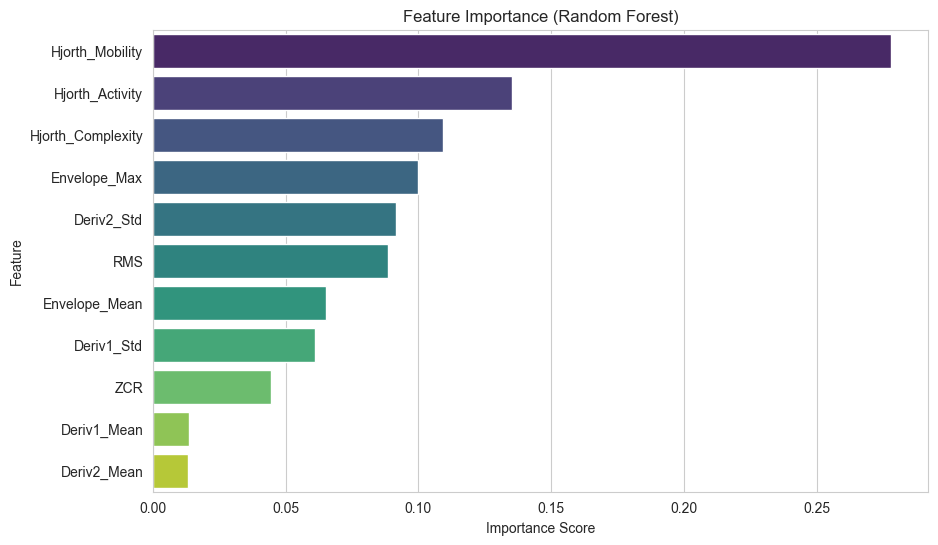 Feature Importance (Random Forest)
Feature
Hjorth_Mobility
Hjorth_Activity
Hjorth_Complexity
Envelope_Max
Deriv2_Std
RMS
Envelope_Mean
Deriv1_Std
ZCR
Deriv1_Mean
Deriv2_Mean
0.00 0.05 0.10 0.15 0.20 0.25
Importance Score